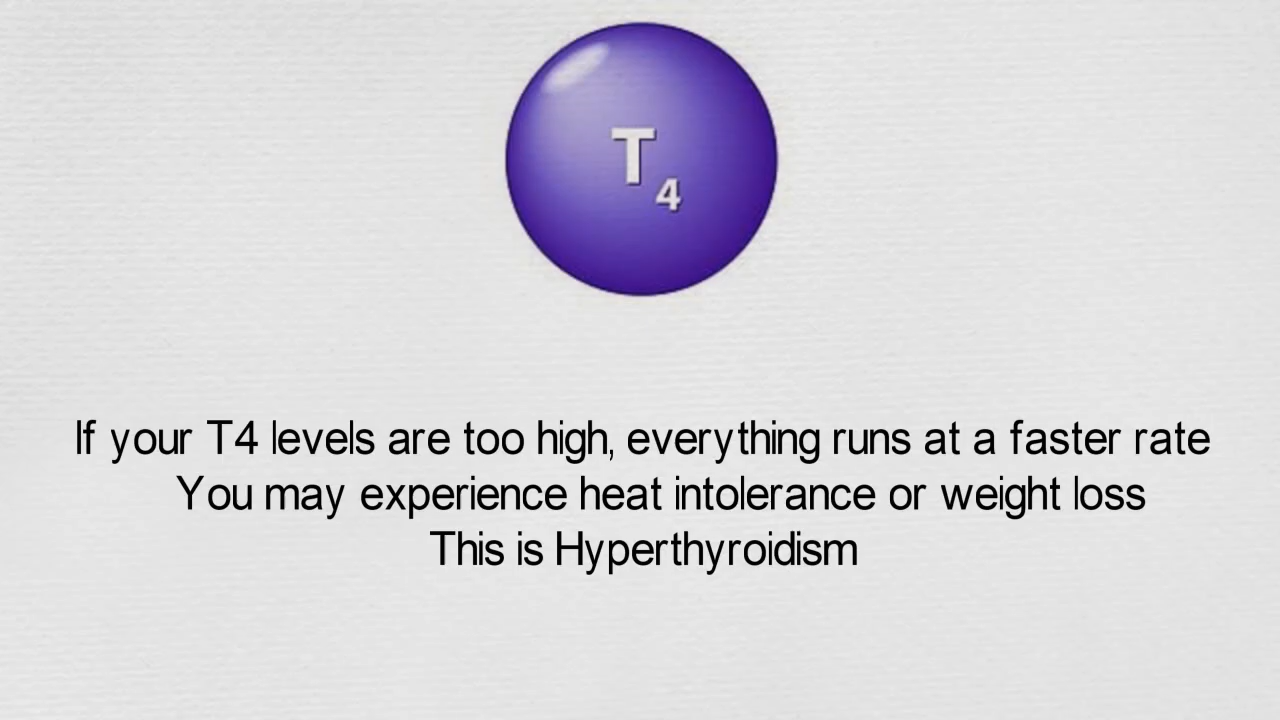 T4
If your T4 levels are too high, everything runs at a faster rate
You may experience heat intolerance or weight loss
This is Hyperthyroidism